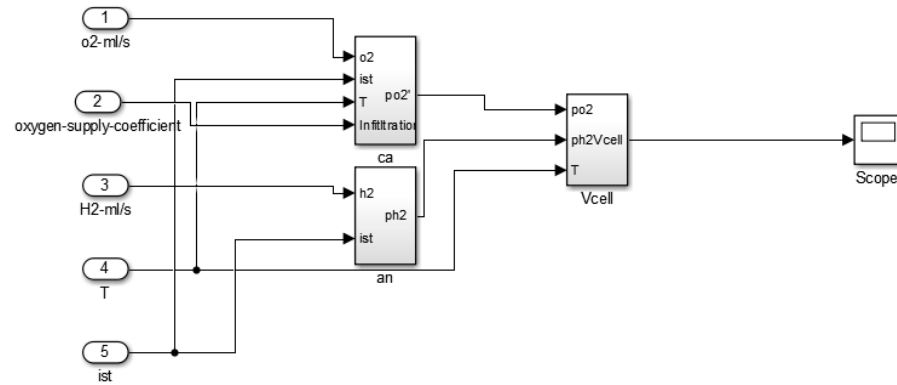 1
o2-ml/s
2
oxygen-supply-coefficient
3
H2-ml/s
4
T
5
ist
o2
ist
T
Infitltration
po2'
ca
h2
ist
ph2
an
po2
ph2Vcell
T
Vcell
Scope